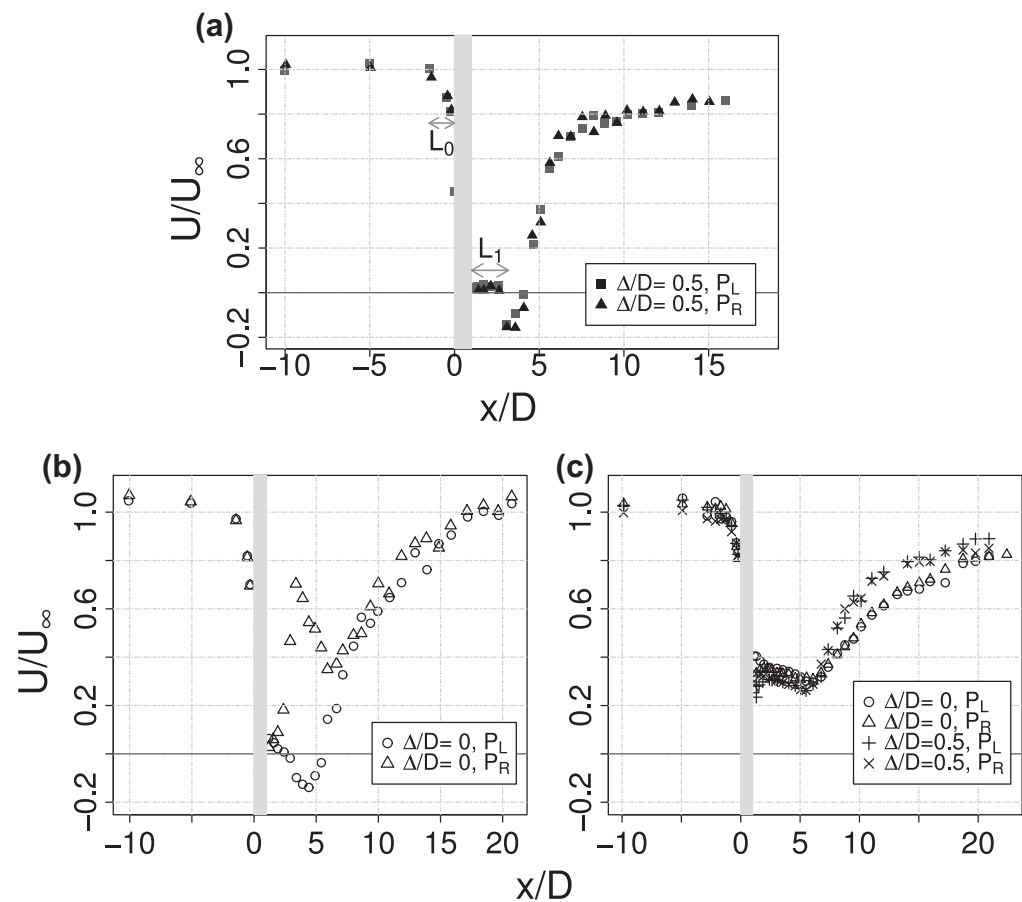 (a)
1.0
0.6
0.2
−0.2
U/U∞
L0
L1
Δ/D= 0.5, PL
Δ/D= 0.5, PR
−10 −5 0 5 10 15
x/D
(b)
1.0
0.6
0.2
−0.2
U/U∞
Δ/D= 0, PL
Δ/D= 0, PR
−10 0 5 10 15 20
(c)
1.0
0.6
0.2
−0.2
Δ/D= 0, PL
Δ/D= 0, PR
Δ/D=0.5, PL
Δ/D=0.5, PR
−10 0 5 10 20
x/D